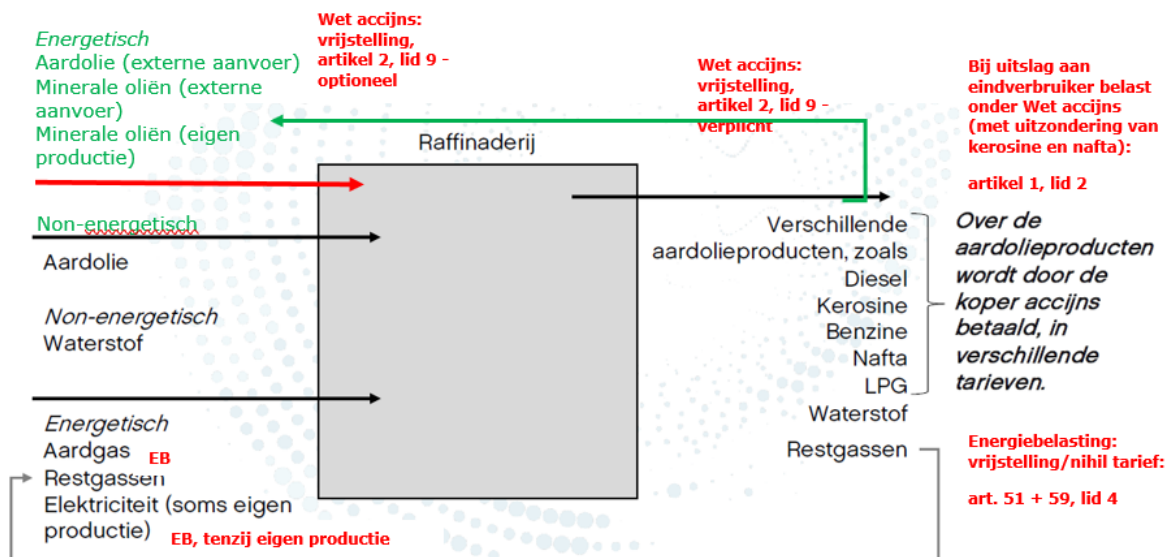 Energetisch
Aardolie (externe aanvoer)
Minerale oliën (externe
aanvoer)
Minerale oliën (eigen
productie)
Wet accijns:
vrijstelling,
artikel 2, lid 9 -
optioneel
Wet accijns:
vrijstelling,
artikel 2, lid 9 -
verplicht
Bij uitslag aan
eindverbruiker belast
onder Wet accijns
(met uitzondering van
kerosine en nafta):
artikel 1, lid 2
Raffinaderij
Non-energetisch
Aardolie
Non-energetisch
Waterstof
Energetisch
Aardgas
EB
Restgassen
Elektriciteit (soms eigen
productie)
EB, tenzij eigen productie
Verschillende
aardolieproducten, zoals
Diesel
Kerosine
Benzine
Nafta
LPG
Waterstof
Restgassen
Over de
aardolieproducten
wordt door de
koper accijns
betaald, in
verschillende
tarieven.
Energiebelasting:
vrijstelling/nihil tarief:
art. 51 + 59, lid 4